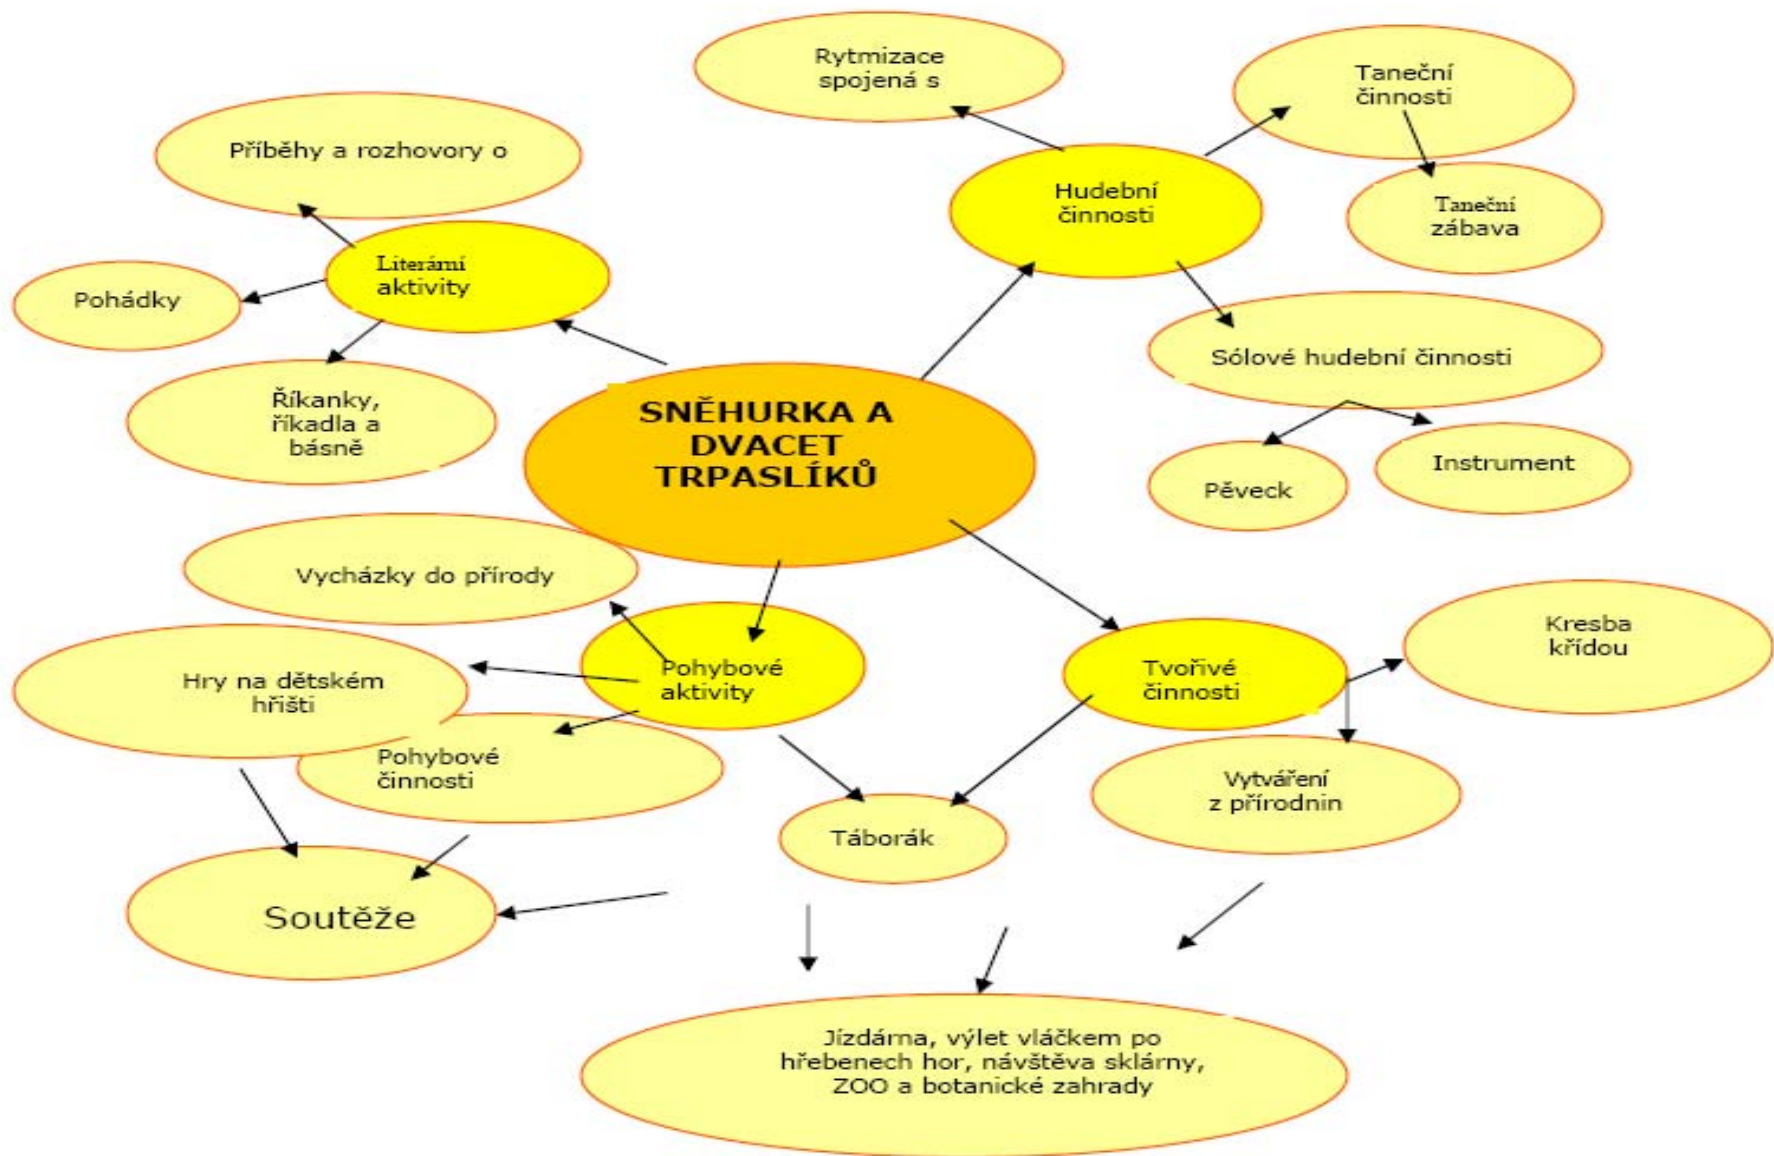 Rytmizace
spojená s
Taneční
činnosti
Příběhy a rozhovory o
Hudební
činnosti
Taneční
zábava
Literární
aktivity
Pohádky
Sólové hudební činnosti
Říkanky,
říkadla a
básně
SNĚHURKA A
DVACET
TRPASLÍKŮ
Pěveck
Instrument
Vycházky do přírody
Pohybové
aktivity
Tvořivé
činnosti
Kresba
křídou
Hry na dětském
hřišti
Pohybové
činnosti
Vytváření
z přírodnin
Táborák
Soutěže
Jízdárna, výlet vláčkem po
hřebenech hor, návštěva sklárny,
ZOO a botanické zahrady